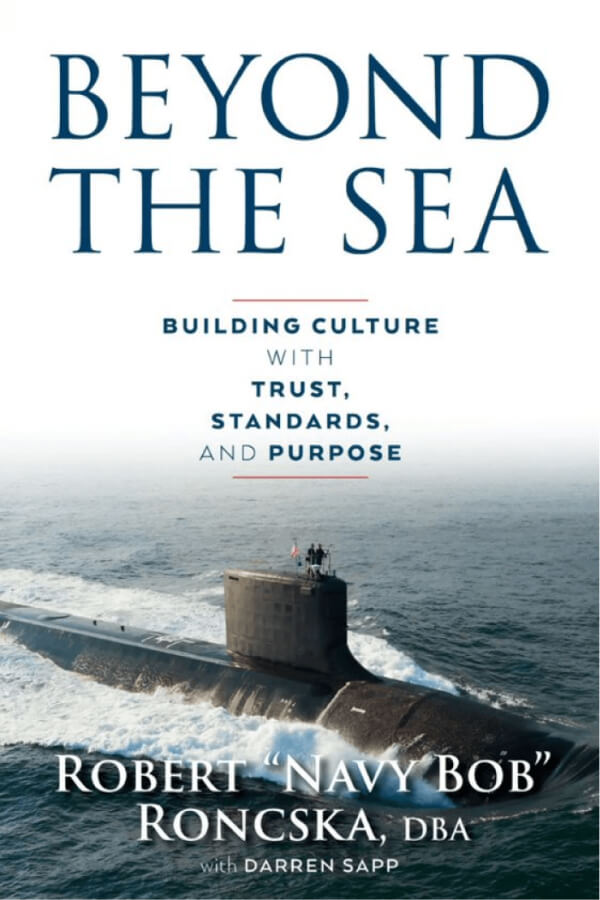 BEYOND
THE SEA
BUILDING CULTURE
WITH
TRUST,
STANDARDS,
AND PURPOSE
ROBERT “NAVY BOB”
RONCSKA, DBA
with DARREN SAPP